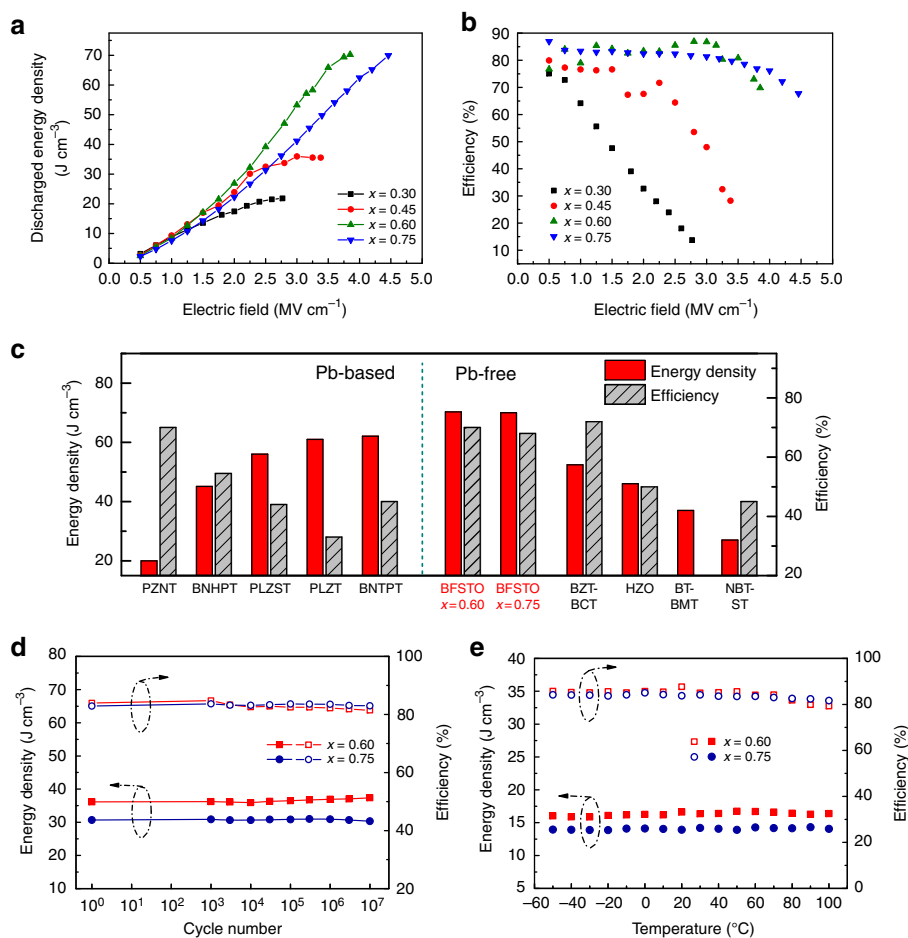 a
Discharged energy density
(J cm⁻³)
80
70
60
50
40
30
20
10
0
x = 0.30
x = 0.45
x = 0.60
x = 0.75
0.0 0.5 1.0 1.5 2.0 2.5 3.0 3.5 4.0 4.5 5.0
Electric field (MV cm⁻¹)
b
Efficiency (%)
90
80
70
60
50
40
30
20
10
x = 0.30
x = 0.45
x = 0.60
x = 0.75
0.0 0.5 1.0 1.5 2.0 2.5 3.0 3.5 4.0 4.5 5.0
Electric field (MV cm⁻¹)
c
Energy density (J cm⁻³)
80
60
40
20
Pb-based
Pb-free
Energy density
Efficiency
Efficiency (%)
80
60
40
20
PZNT BNHPT PLZST PLZT BNTPT BFSTO BFSTO BZT- HZO BT- NBT-
x=0.60 x=0.75 BCT BMT ST
d
Energy density (J cm⁻³)
80
70
60
50
40
30
20
10
x = 0.60
x = 0.75
Efficiency (%)
100
80
60
40
20
10⁰ 10¹ 10² 10³ 10⁴ 10⁵ 10⁶ 10⁷
Cycle number
e
Energy density (J cm⁻³)
40
35
30
25
20
15
10
5
x = 0.60
x = 0.75
Efficiency (%)
100
80
60
40
20
0
−60 −40 −20 0 20 40 60 80 100
Temperature (°C)